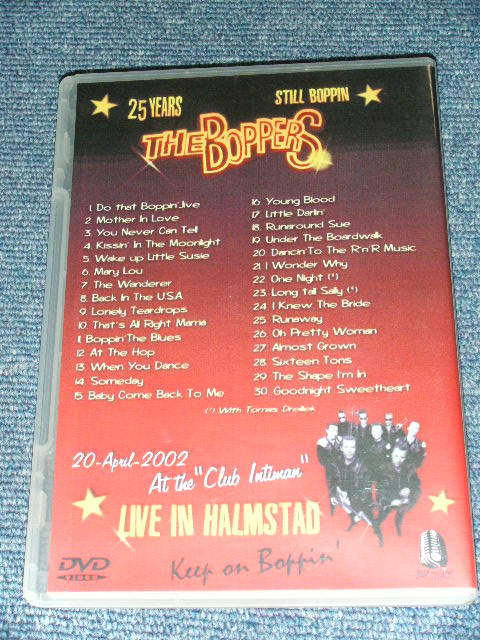 25 YEARS
STILL BOPPIN
THE BOPPERS
1. Do that Boppin'Jive
2. Mother In Love
3. You Never Can Tell
4. Kissin' In The Moonlight
5. Wake up Little Susie
6. Mary Lou
7. The Wanderer
8. Back In The U.S.A
9. Lonely Teardrops
10. That's All Right Mama
11. Boppin'The Blues
12. At The Hop
13. When You Dance
14. Someday
15. Baby Come Back To Me
16. Young Blood
17. Little Darlin'
18. Runaround Sue
19. Under The Boardwalk
20. Dancin'To The R'n'R Music
21. I Wonder Why
22. One Night (*)
23. Long tall Sally (*)
24. I Knew The Bride
25. Runaway
26. Oh Pretty Woman
27. Almost Grown
28. Sixteen Tons
29. The Shape I'm In
30. Goodnight Sweetheart
(*) With Tomas
20-April-2002
At the "Club Intiman"
LIVE IN HALMSTAD
Keep on Boppin'
DVD
VIDEO